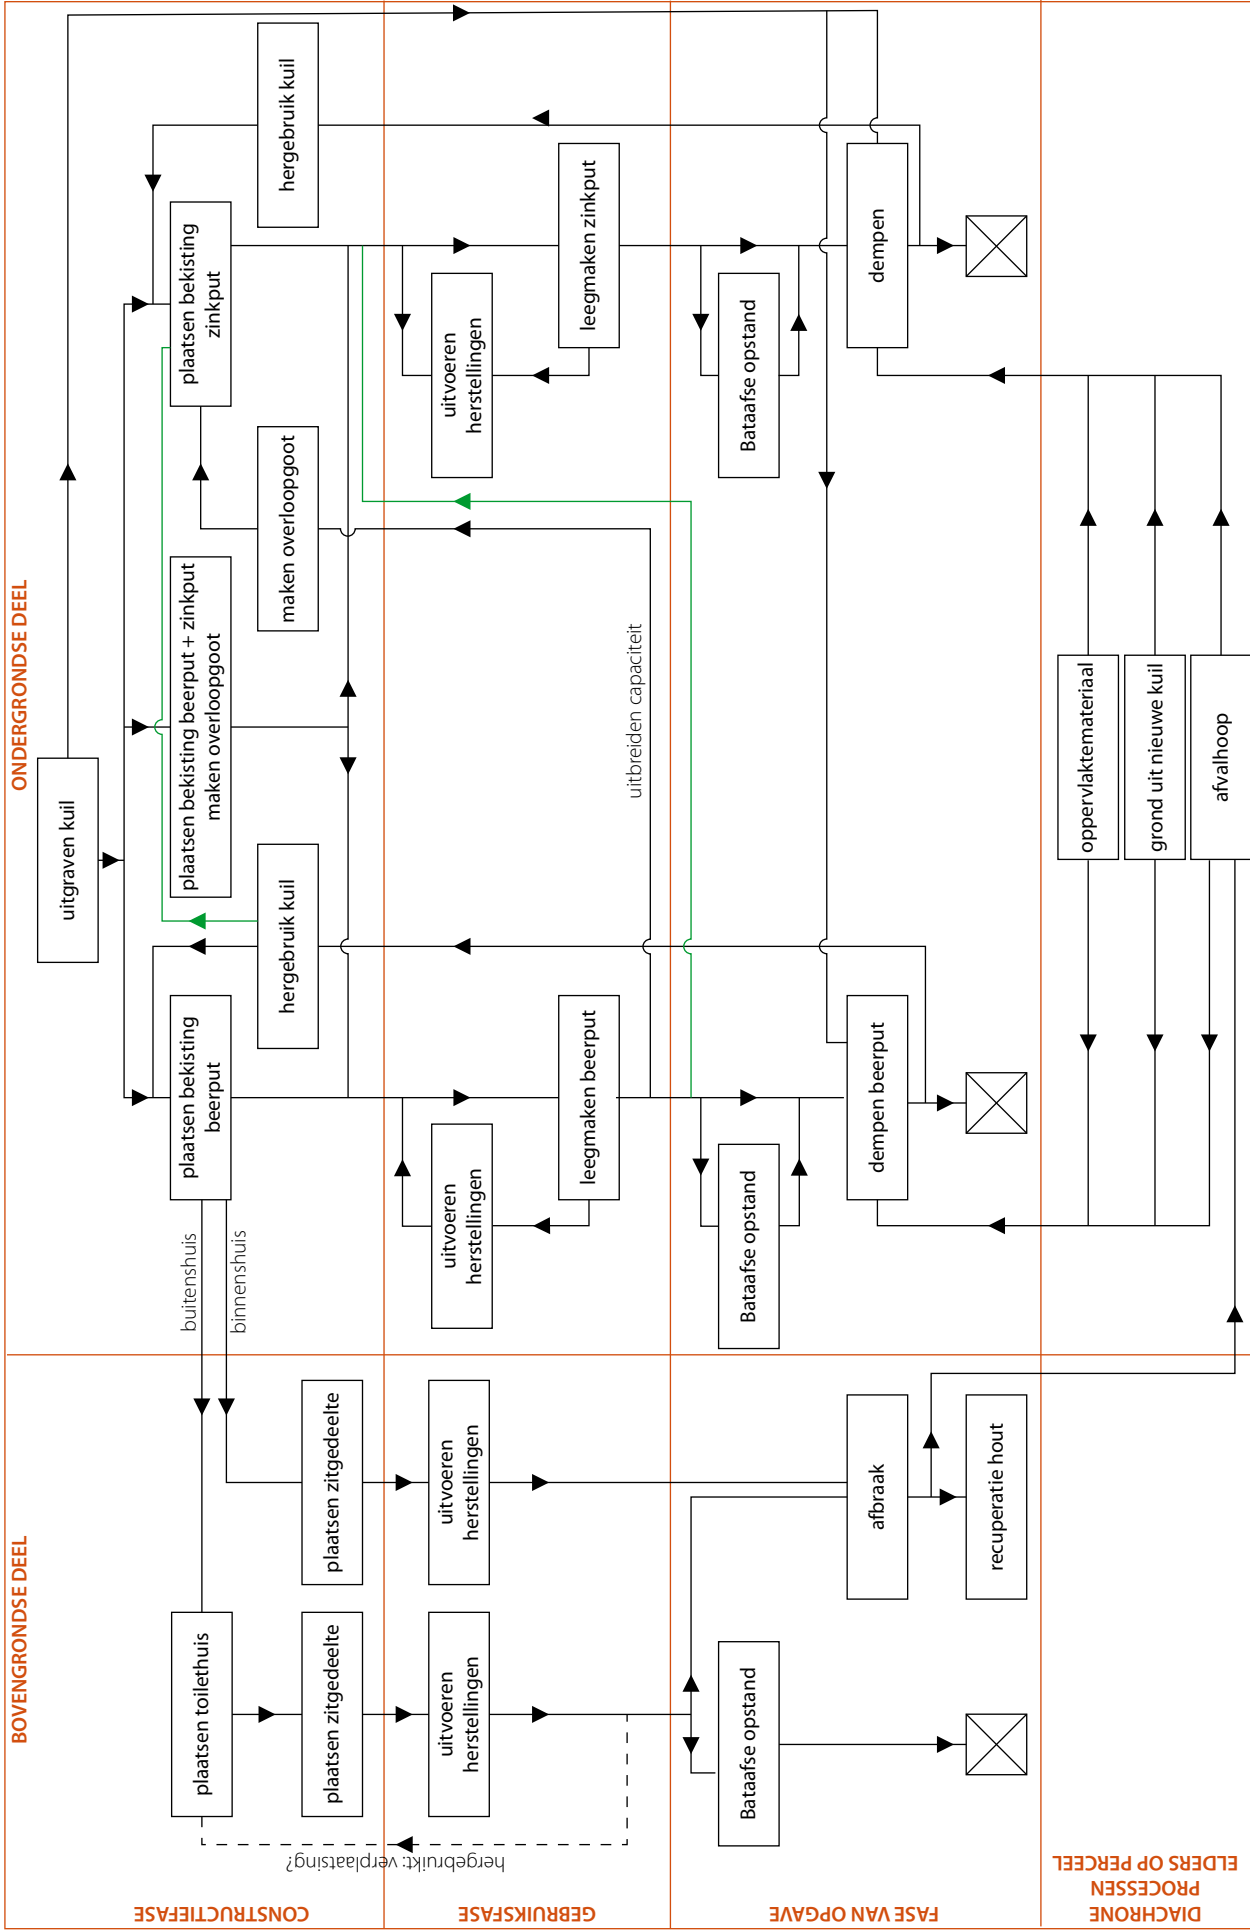 BOVENGRONDSE DEEL
ONDERGRONDSE DEEL
CONSTRUCTIEFASE
uitgraven kuil
plaatsen toilethuis
buitenshuis
binnenshuis
plaatsen bekisting
beerput
plaatsen bekisting beerput + zinkput
maken overloopgoot
plaatsen bekisting
zinkput
plaatsen zitgedeelte
plaatsen zitgedeelte
hergebruik kuil
maken overloopgoot
hergebruik kuil
hergebruikt: verplaatsing?
GEBRUIKSFASE
uitvoeren
herstellingen
uitvoeren
herstellingen
uitvoeren
herstellingen
uitvoeren
herstellingen
leegmaken beerput
leegmaken zinkput
uitbreiden capaciteit
FASE VAN OPGAVE
Bataafse opstand
Bataafse opstand
Bataafse opstand
afbraak
dempen beerput
dempen
recuperatie hout
DIACHRONE
PROCESSEN
ELDERS OP PERCEEL
oppervlaktemateriaal
grond uit nieuwe kuil
afvalhoop